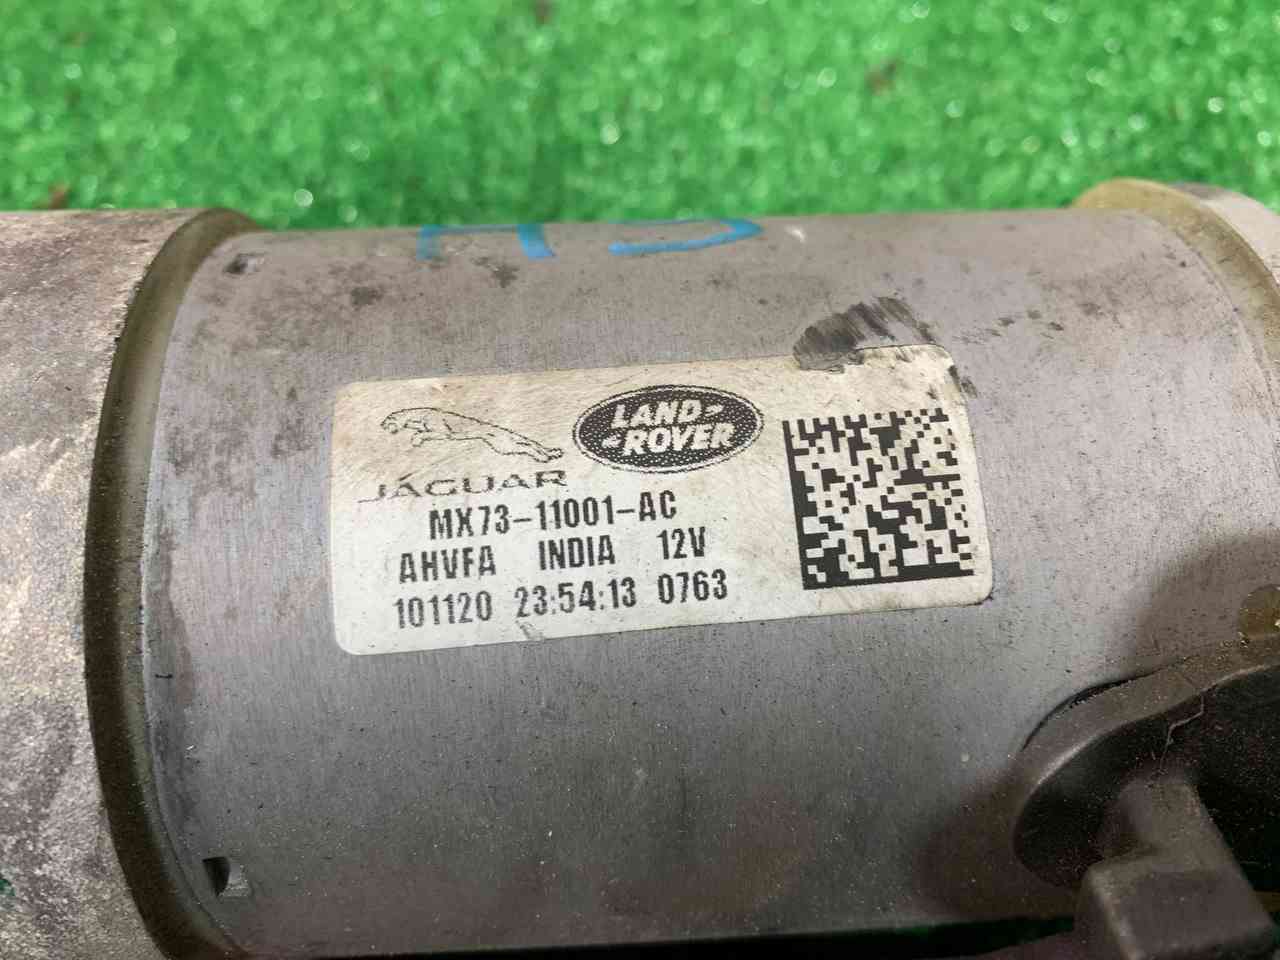 LAND-
-ROVER
JAGUAR
MX73-11001-AC
AHVFA INDIA 12V
101120 23:54:13 0763